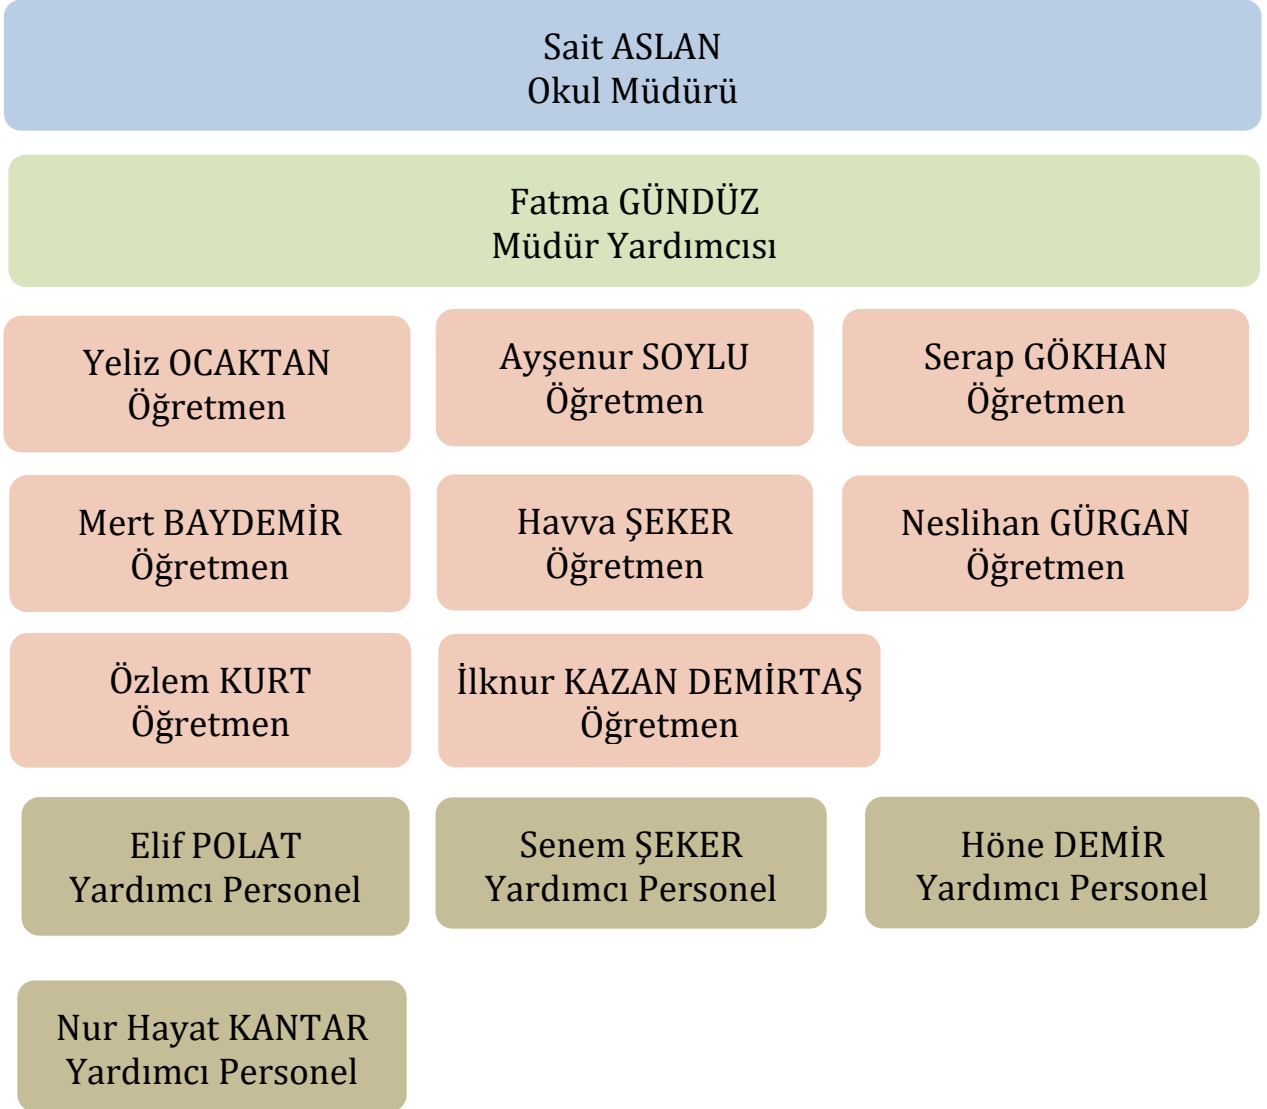 Sait ASLAN
Okul Müdürü
Fatma GÜNDÜZ
Müdür Yardımcısı
Yeliz OCAKTAN
Öğretmen
Ayşenur SOYLU
Öğretmen
Serap GÖKHAN
Öğretmen
Mert BAYDEMİR
Öğretmen
Havva ŞEKER
Öğretmen
Neslihan GÜRGAN
Öğretmen
Özlem KURT
Öğretmen
İlknur KAZAN DEMİRTAŞ
Öğretmen
Elif POLAT
Yardımcı Personel
Senem ŞEKER
Yardımcı Personel
Höne DEMİR
Yardımcı Personel
Nur Hayat KANTAR
Yardımcı Personel